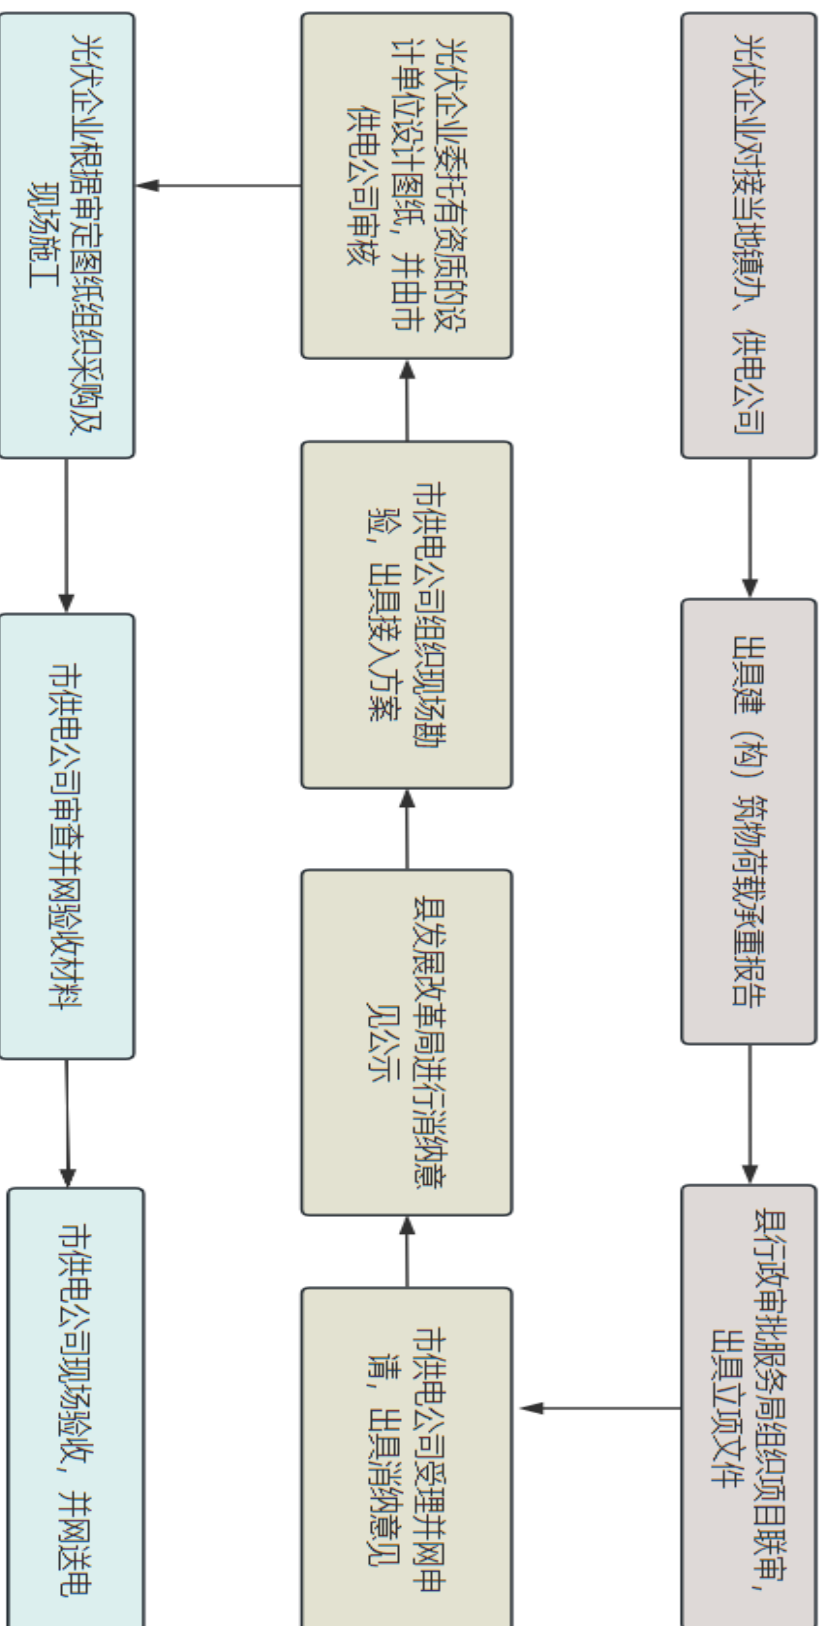 光伏企业对接当地镇办、供电公司
出具建（构）筑物荷载承重报告
县行政审批服务局组织项目联审，
出具立项文件
市供电公司受理并网申
请，出具消纳意见
县发展改革局进行消纳意
见公示
市供电公司组织现场勘
验，出具接入方案
光伏企业委托有资质的设
计单位设计图纸，并由市
供电公司审核
光伏企业根据审定图纸组织采购及
现场施工
市供电公司审查并网验收材料
市供电公司现场验收，并网送电